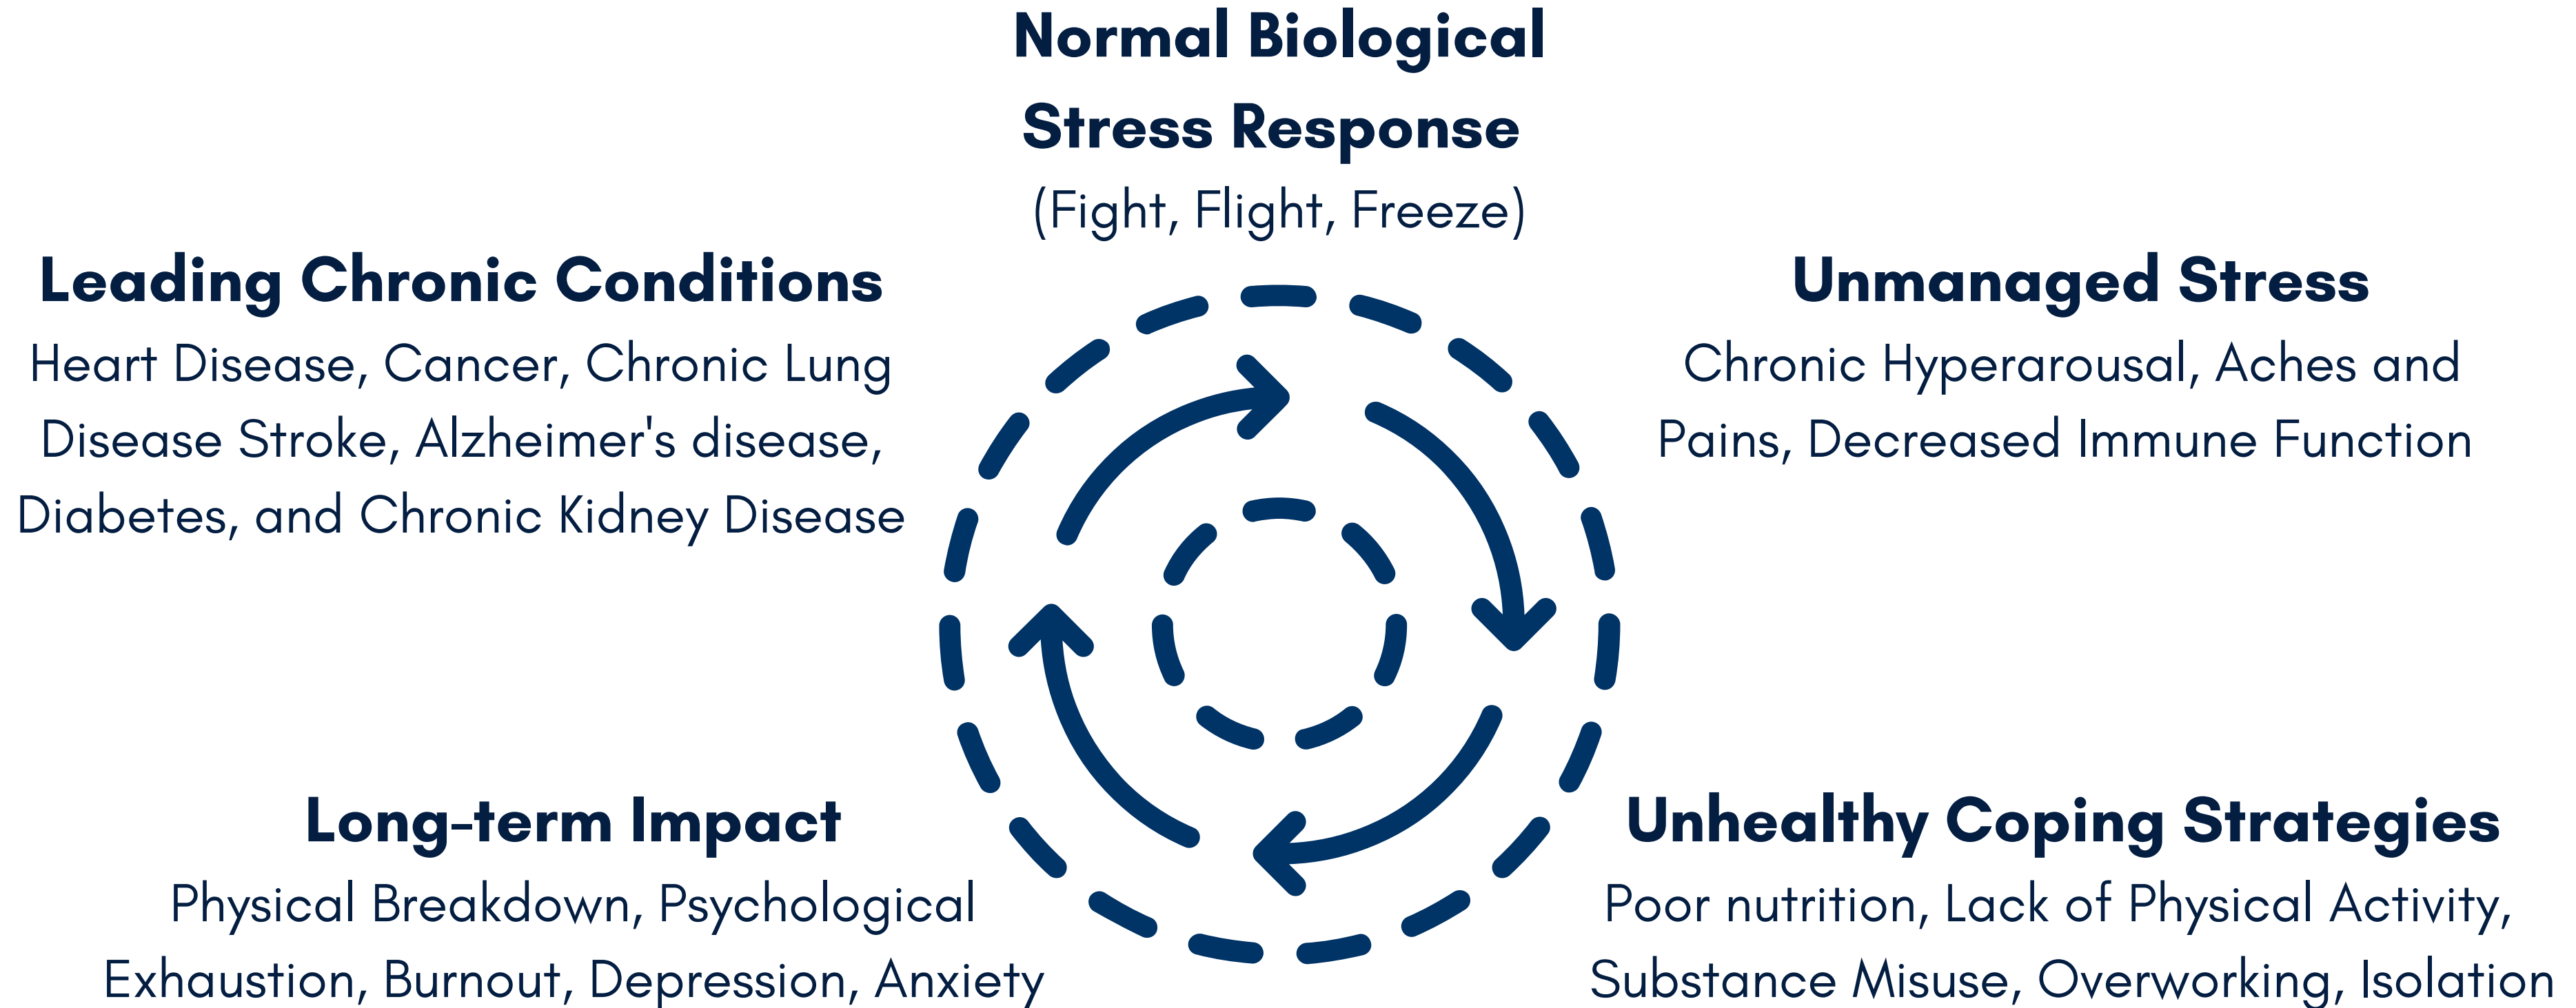 Normal Biological
Stress Response
(Fight, Flight, Freeze)
Unmanaged Stress
Chronic Hyperarousal, Aches and
Pains, Decreased Immune Function
Unhealthy Coping Strategies
Poor nutrition, Lack of Physical Activity,
Substance Misuse, Overworking, Isolation
Long-term Impact
Physical Breakdown, Psychological
Exhaustion, Burnout, Depression, Anxiety
Leading Chronic Conditions
Heart Disease, Cancer, Chronic Lung
Disease Stroke, Alzheimer's disease,
Diabetes, and Chronic Kidney Disease